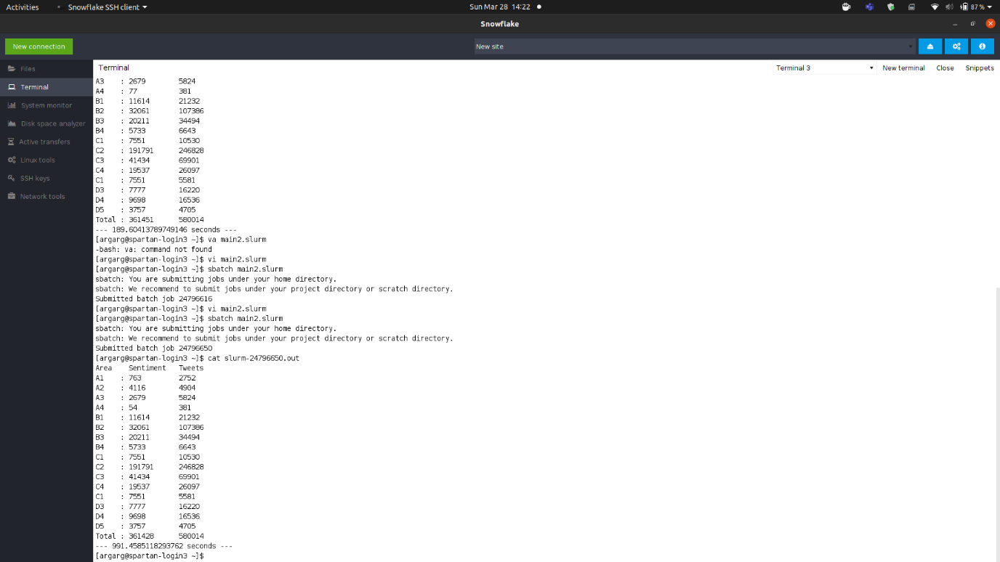 Activities Snowflake SSH client Sun Mar 28 14:22 87 %
Snowflake
New connection New site
Files
Terminal
System monitor
Disk space analyzer
Active transfers
Linux tools
SSH keys
Network tools
Terminal Terminal 3 New terminal Close Snippets
A3 : 2679 5824
A4 : 77 381
B1 : 11614 21232
B2 : 32061 107386
B3 : 20211 34494
B4 : 5733 6643
C1 : 7551 10530
C2 : 191791 246828
C3 : 41434 69901
C4 : 19537 26097
C1 : 7551 5581
D3 : 7777 16220
D4 : 9698 16536
D5 : 3757 4705
Total : 361451 580014
--- 189.60413789749146 seconds ---
[argarg@spartan-login3 ~]$ va main2.slurm
-bash: va: command not found
[argarg@spartan-login3 ~]$ vi main2.slurm
[argarg@spartan-login3 ~]$ sbatch main2.slurm
sbatch: You are submitting jobs under your home directory.
sbatch: We recommend to submit jobs under your project directory or scratch directory.
Submitted batch job 24796616
[argarg@spartan-login3 ~]$ vi main2.slurm
[argarg@spartan-login3 ~]$ sbatch main2.slurm
sbatch: You are submitting jobs under your home directory.
sbatch: We recommend to submit jobs under your project directory or scratch directory.
Submitted batch job 24796650
[argarg@spartan-login3 ~]$ cat slurm-24796650.out
Area Sentiment Tweets
A1 : 763 2752
A2 : 4116 4904
A3 : 2679 5824
A4 : 54 381
B1 : 11614 21232
B2 : 32061 107386
B3 : 20211 34494
B4 : 5733 6643
C1 : 7551 10530
C2 : 191791 246828
C3 : 41434 69901
C4 : 19537 26097
C1 : 7551 5581
D3 : 7777 16220
D4 : 9698 16536
D5 : 3757 4705
Total : 361428 580014
--- 991.4585118293762 seconds ---
[argarg@spartan-login3 ~]$